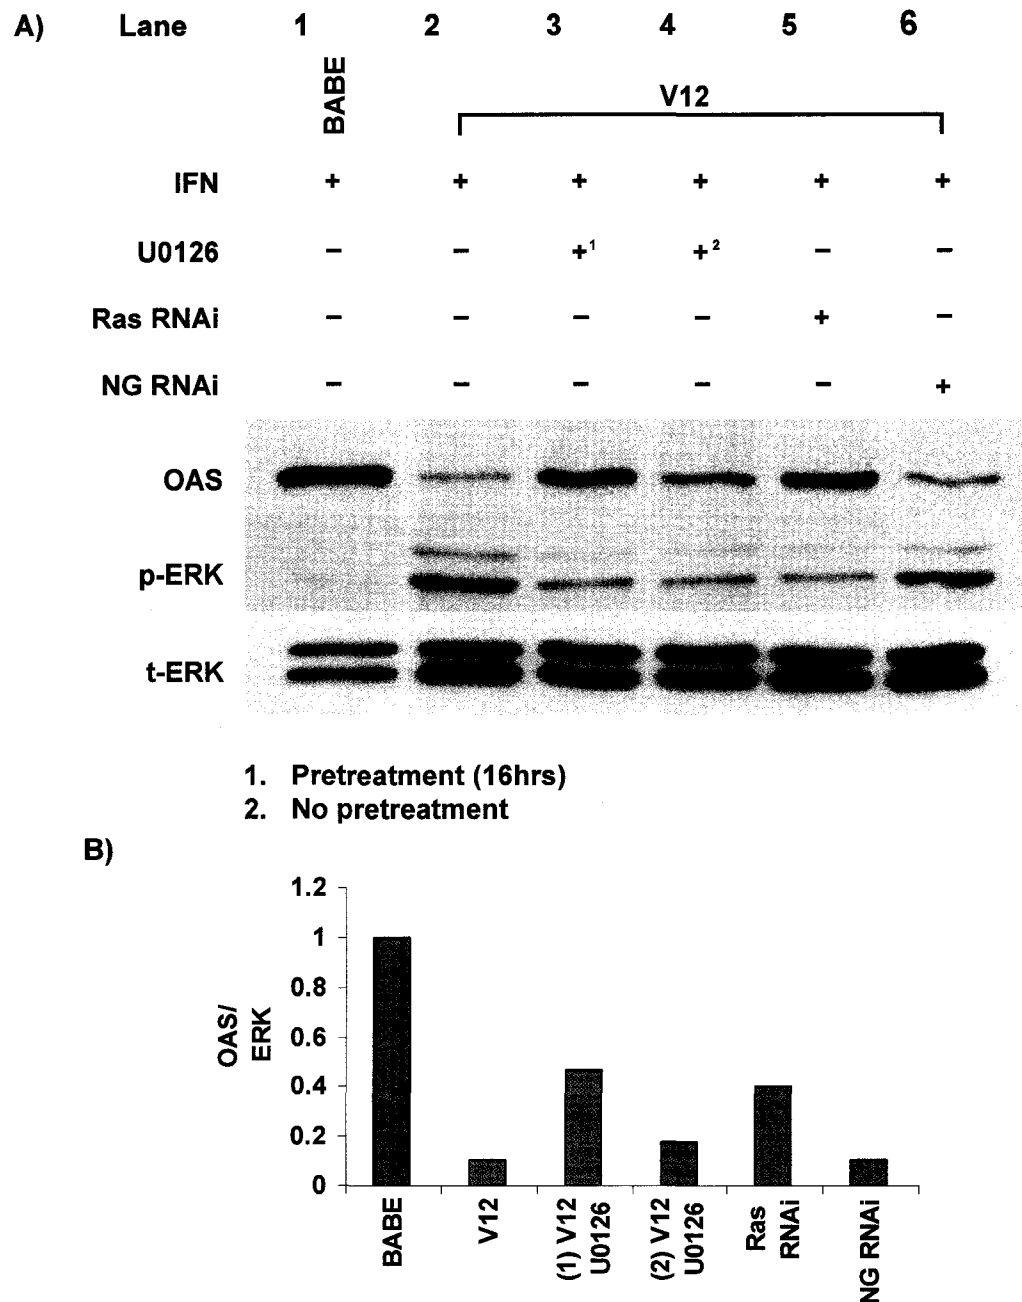 A) Lane 1 2 3 4 5 6
BABE
V12
IFN + + + + + +
U0126 − − +¹ +² − −
Ras RNAi − − − − + −
NG RNAi − − − − − +
OAS
p-ERK
t-ERK
1. Pretreatment (16hrs)
2. No pretreatment
B)
1.2
1
0.8
0.6
0.4
0.2
0
OAS/
ERK
BABE
V12
(1) V12
U0126
(2) V12
U0126
Ras
RNAi
NG RNAi